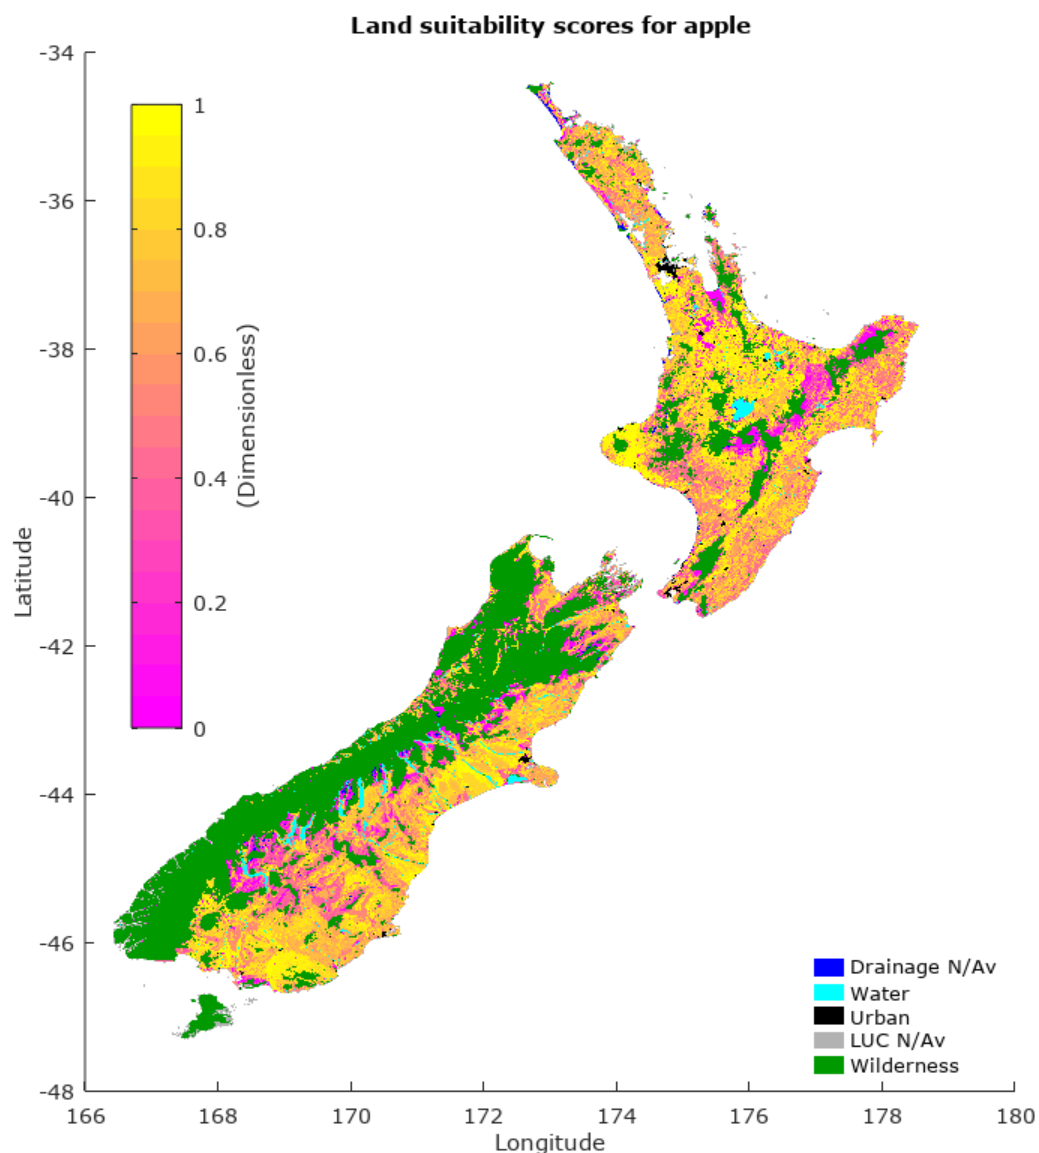 Land suitability scores for apple
-34
-36
-38
-40
-42
-44
-46
-48
Latitude
1
0.8
0.6
0.4
0.2
0
(Dimensionless)
Drainage N/Av
Water
Urban
LUC N/Av
Wilderness
166 168 170 172 174 176 178 180
Longitude